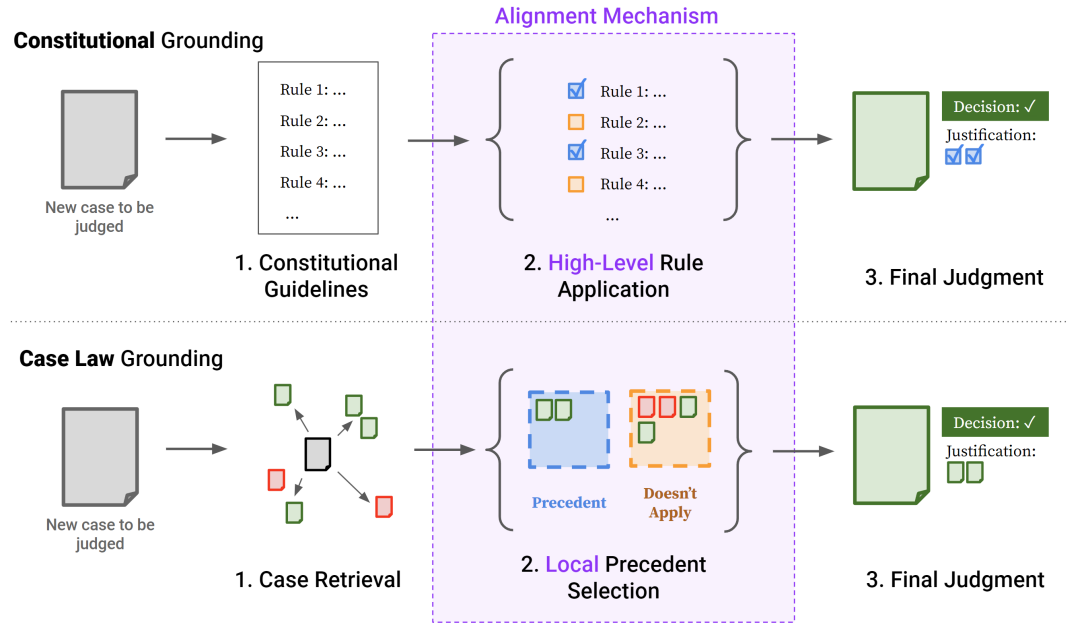 Alignment Mechanism
Constitutional Grounding
New case to be
judged
Rule 1: ...
Rule 2: ...
Rule 3: ...
Rule 4: ...
...
1. Constitutional
Guidelines
Rule 1: ...
Rule 2: ...
Rule 3: ...
Rule 4: ...
...
2. High-Level Rule
Application
Decision: ✓
Justification:
3. Final Judgment
Case Law Grounding
New case to be
judged
1. Case Retrieval
Precedent
Doesn't
Apply
2. Local Precedent
Selection
Decision: ✓
Justification:
3. Final Judgment